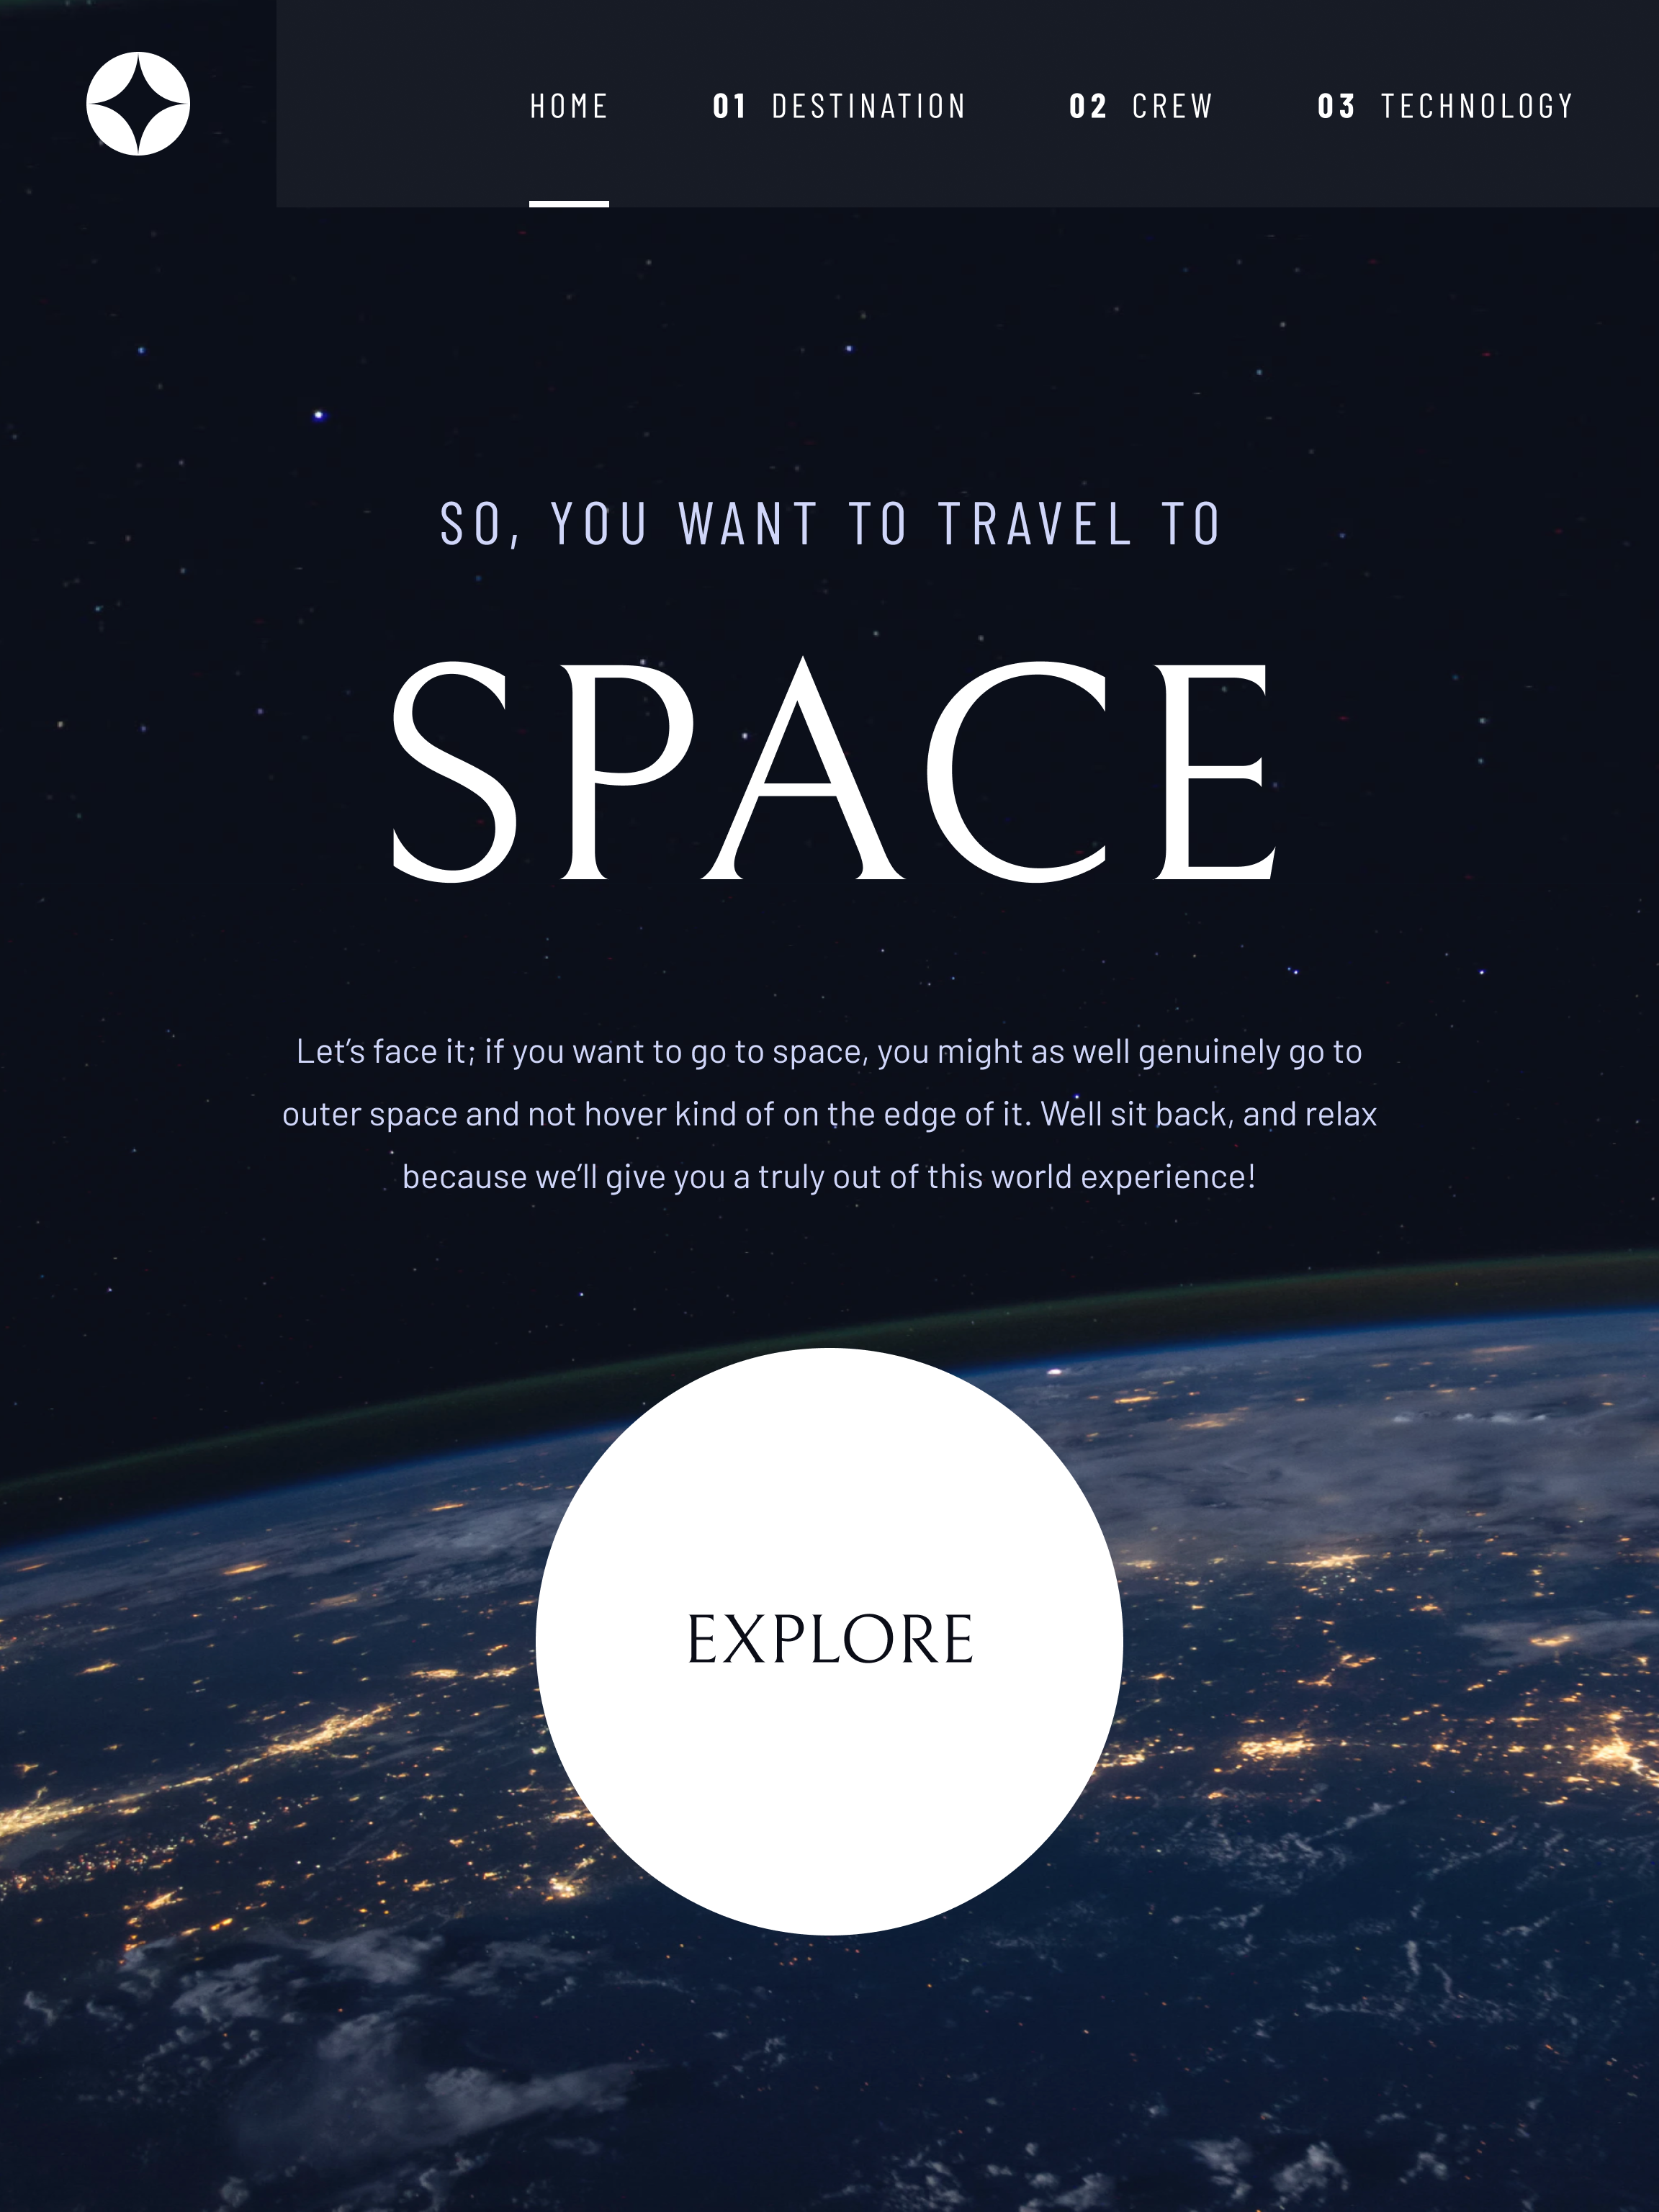 HOME 01 DESTINATION 02 CREW 03 TECHNOLOGY
SO, YOU WANT TO TRAVEL TO
SPACE
Let’s face it; if you want to go to space, you might as well genuinely go to
outer space and not hover kind of on the edge of it. Well sit back, and relax
because we’ll give you a truly out of this world experience!
EXPLORE